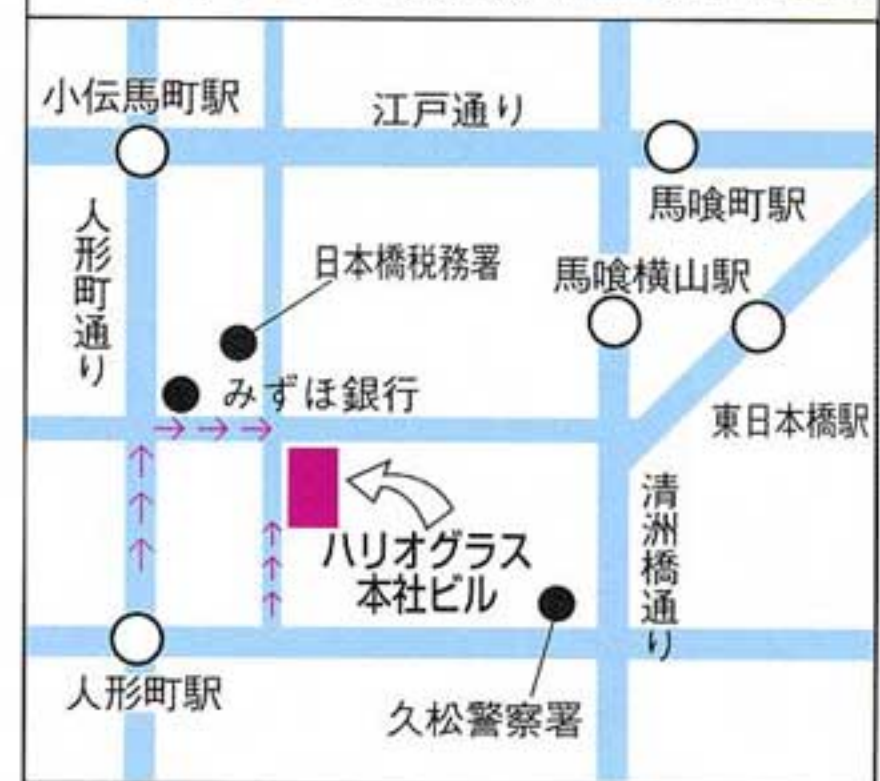 小伝馬町駅
江戸通り
馬喰町駅
人形町通り
日本橋税務署
馬喰横山駅
みずほ銀行
東日本橋駅
清洲橋通り
ハリオグラス
本社ビル
人形町駅
久松警察署